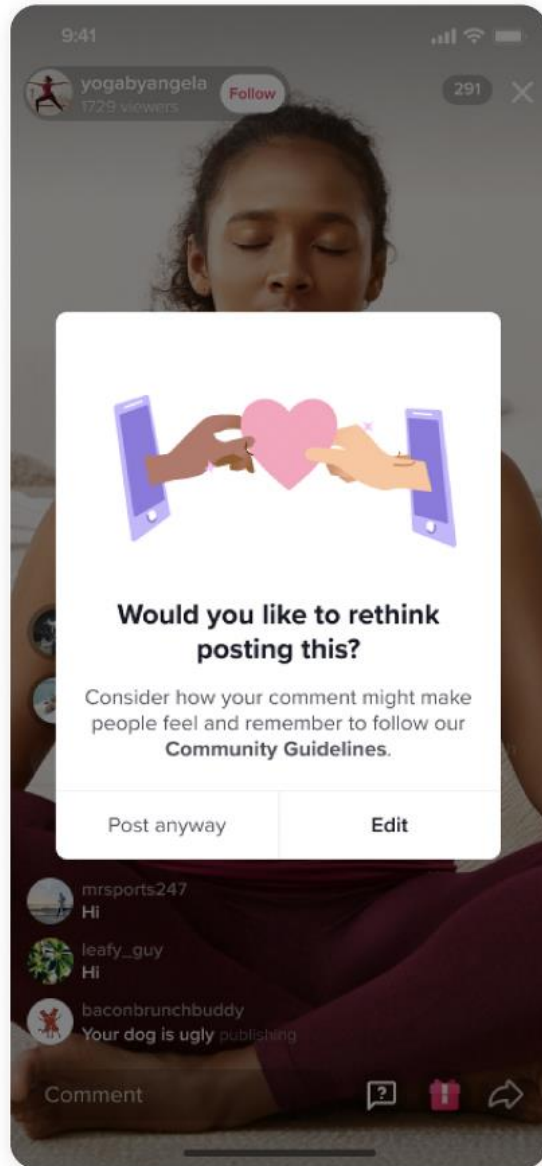 9:41
yogabyangela
1729 viewers
Follow
291
Would you like to rethink
posting this?
Consider how your comment might make
people feel and remember to follow our
Community Guidelines.
Post anyway
Edit
mrsports247
Hi
leafy_guy
Hi
baconbrunchbuddy
Your dog is ugly publishing
Comment